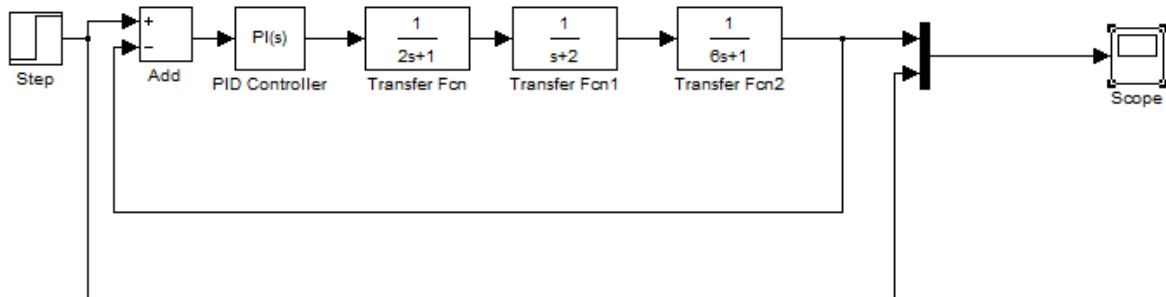 Step
+
−
Add
PI(s)
PID Controller
1
2s+1
Transfer Fcn
1
s+2
Transfer Fcn1
1
6s+1
Transfer Fcn2
Scope